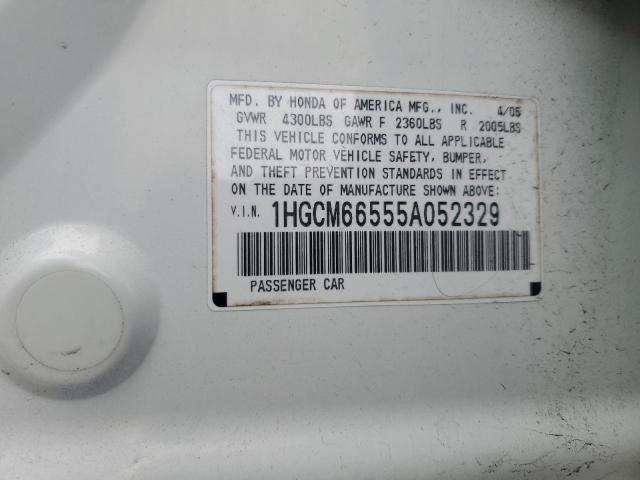 MFD. BY HONDA OF AMERICA MFG., INC. 4/05
GVWR 4300LBS GAWR F 2360LBS R 2005LBS
THIS VEHICLE CONFORMS TO ALL APPLICABLE
FEDERAL MOTOR VEHICLE SAFETY, BUMPER,
AND THEFT PREVENTION STANDARDS IN EFFECT
ON THE DATE OF MANUFACTURE SHOWN ABOVE:
V.I.N. 1HGCM66555A052329
PASSENGER CAR